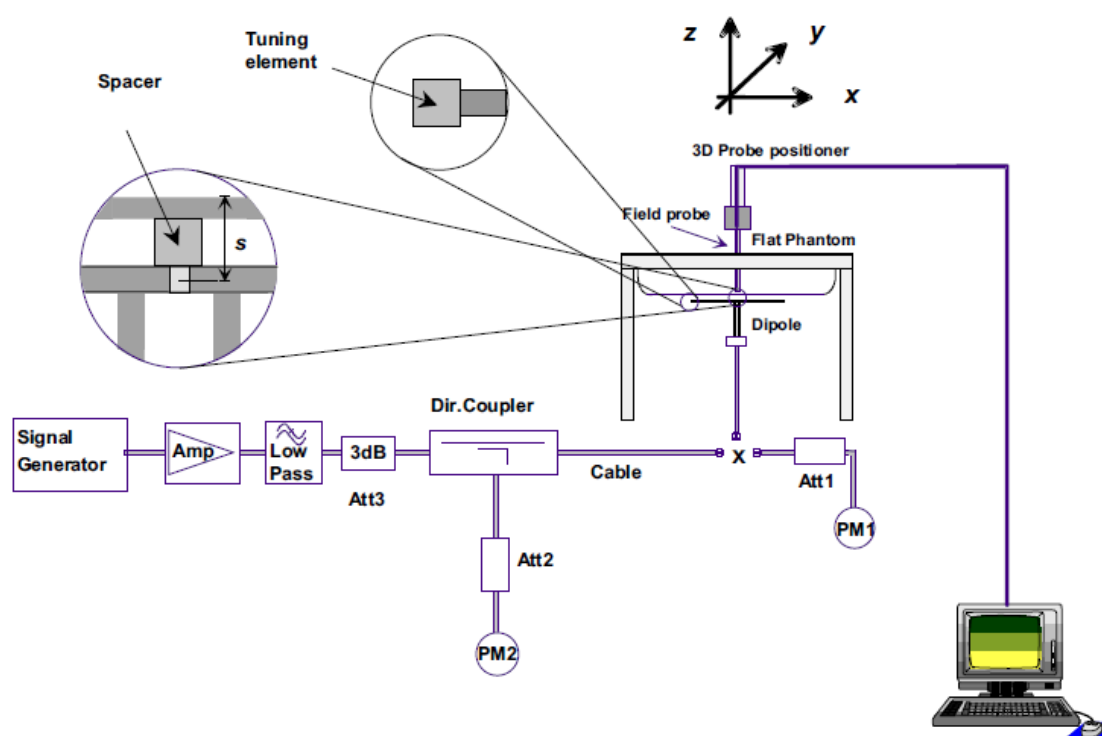 Tuning
element
Spacer
z
y
x
3D Probe positioner
Field probe
Flat Phantom
s
Dipole
Dir.Coupler
Signal
Generator
Amp
Low
Pass
3dB
Att3
Cable
X
Att1
PM1
Att2
PM2